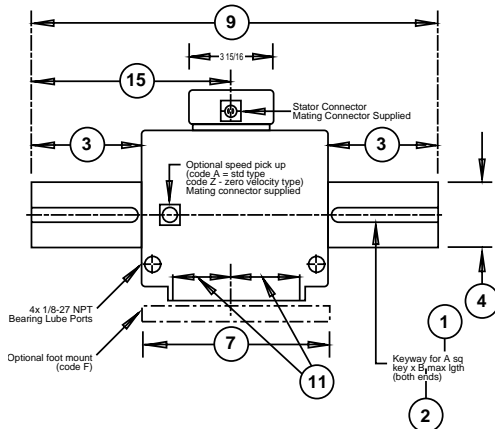 9
3 15/16
15
Stator Connector
Mating Connector Supplied
3
3
Optional speed pick up
(code A = std type
code Z - zero velocity type)
Mating connector supplied
4
4x 1/8-27 NPT
Bearing Lube Ports
1
Optional foot mount
(code F)
7
11
Keyway for A sq
key x B max lgth
(both ends)
2